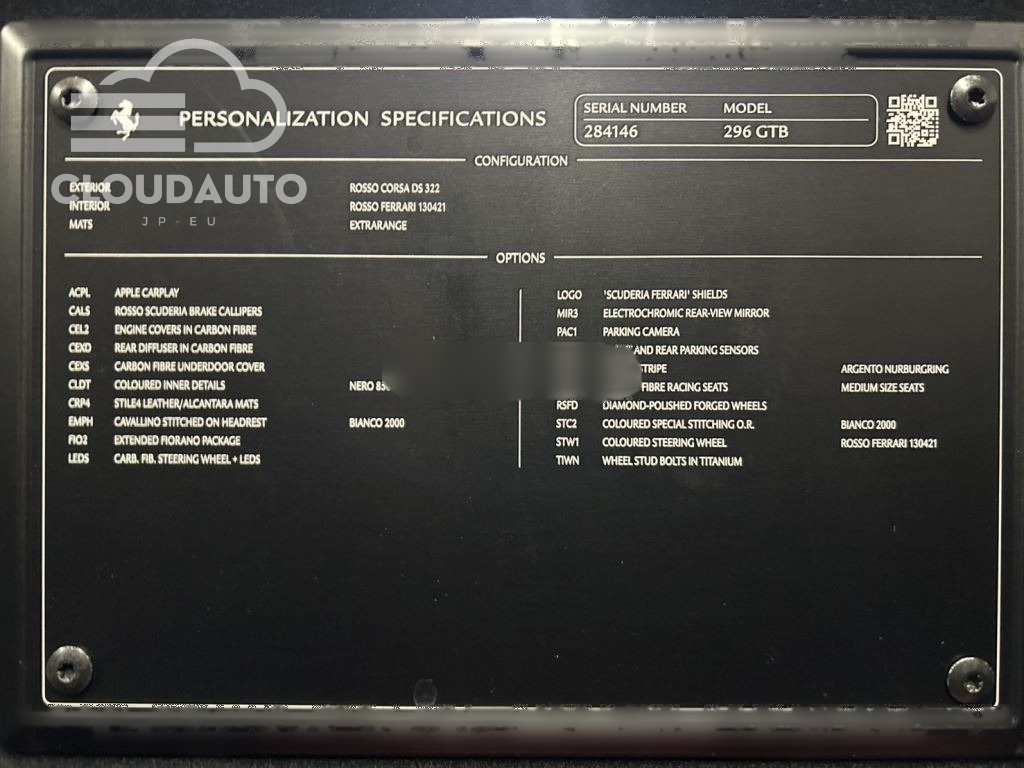 PERSONALIZATION SPECIFICATIONS
SERIAL NUMBER MODEL
284146 296 GTB
CONFIGURATION
EXTERIOR ROSSO CORSA DS 322
CLOUDAUTO
INTERIOR ROSSO FERRARI 130421
JP-EU
MATS EXTRARANGE
OPTIONS
ACPL APPLE CARPLAY
CALS ROSSO SCUDERIA BRAKE CALLIPERS
CEL2 ENGINE COVERS IN CARBON FIBRE
CEXD REAR DIFFUSER IN CARBON FIBRE
CEXS CARBON FIBRE UNDERDOOR COVER
CLDT COLOURED INNER DETAILS NERO
CRP4 STILE4 LEATHER/ALCANTARA MATS
EMPH CAVALLINO STITCHED ON HEADREST BIANCO 2000
FIO2 EXTENDED FIORANO PACKAGE
LEDS CARB. FIB. STEERING WHEEL + LEDS
LOGO 'SCUDERIA FERRARI' SHIELDS
MIR3 ELECTROCHROMIC REAR-VIEW MIRROR
PAC1 PARKING CAMERA
AND REAR PARKING SENSORS
STRIPE ARGENTO NURBURGRING
FIBRE RACING SEATS MEDIUM SIZE SEATS
RSFD DIAMOND-POLISHED FORGED WHEELS
STC2 COLOURED SPECIAL STITCHING O.R. BIANCO 2000
STW1 COLOURED STEERING WHEEL ROSSO FERRARI 130421
TIWN WHEEL STUD BOLTS IN TITANIUM